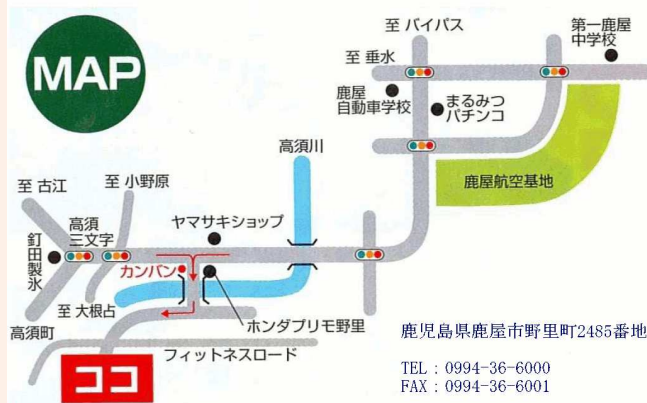 MAP
至 バイパス
第一鹿屋
中学校
至 垂水
鹿屋
自動車学校
まるみつ
パチンコ
高須川
鹿屋航空基地
至 古江
至 小野原
高須
三文字
ヤマサキショップ
釘田製氷
カンバン
至 大根占
高須町
ホンダプリモ野里
フィットネスロード
ココ
鹿児島県鹿屋市野里町2485番地
TEL：0994-36-6000
FAX：0994-36-6001